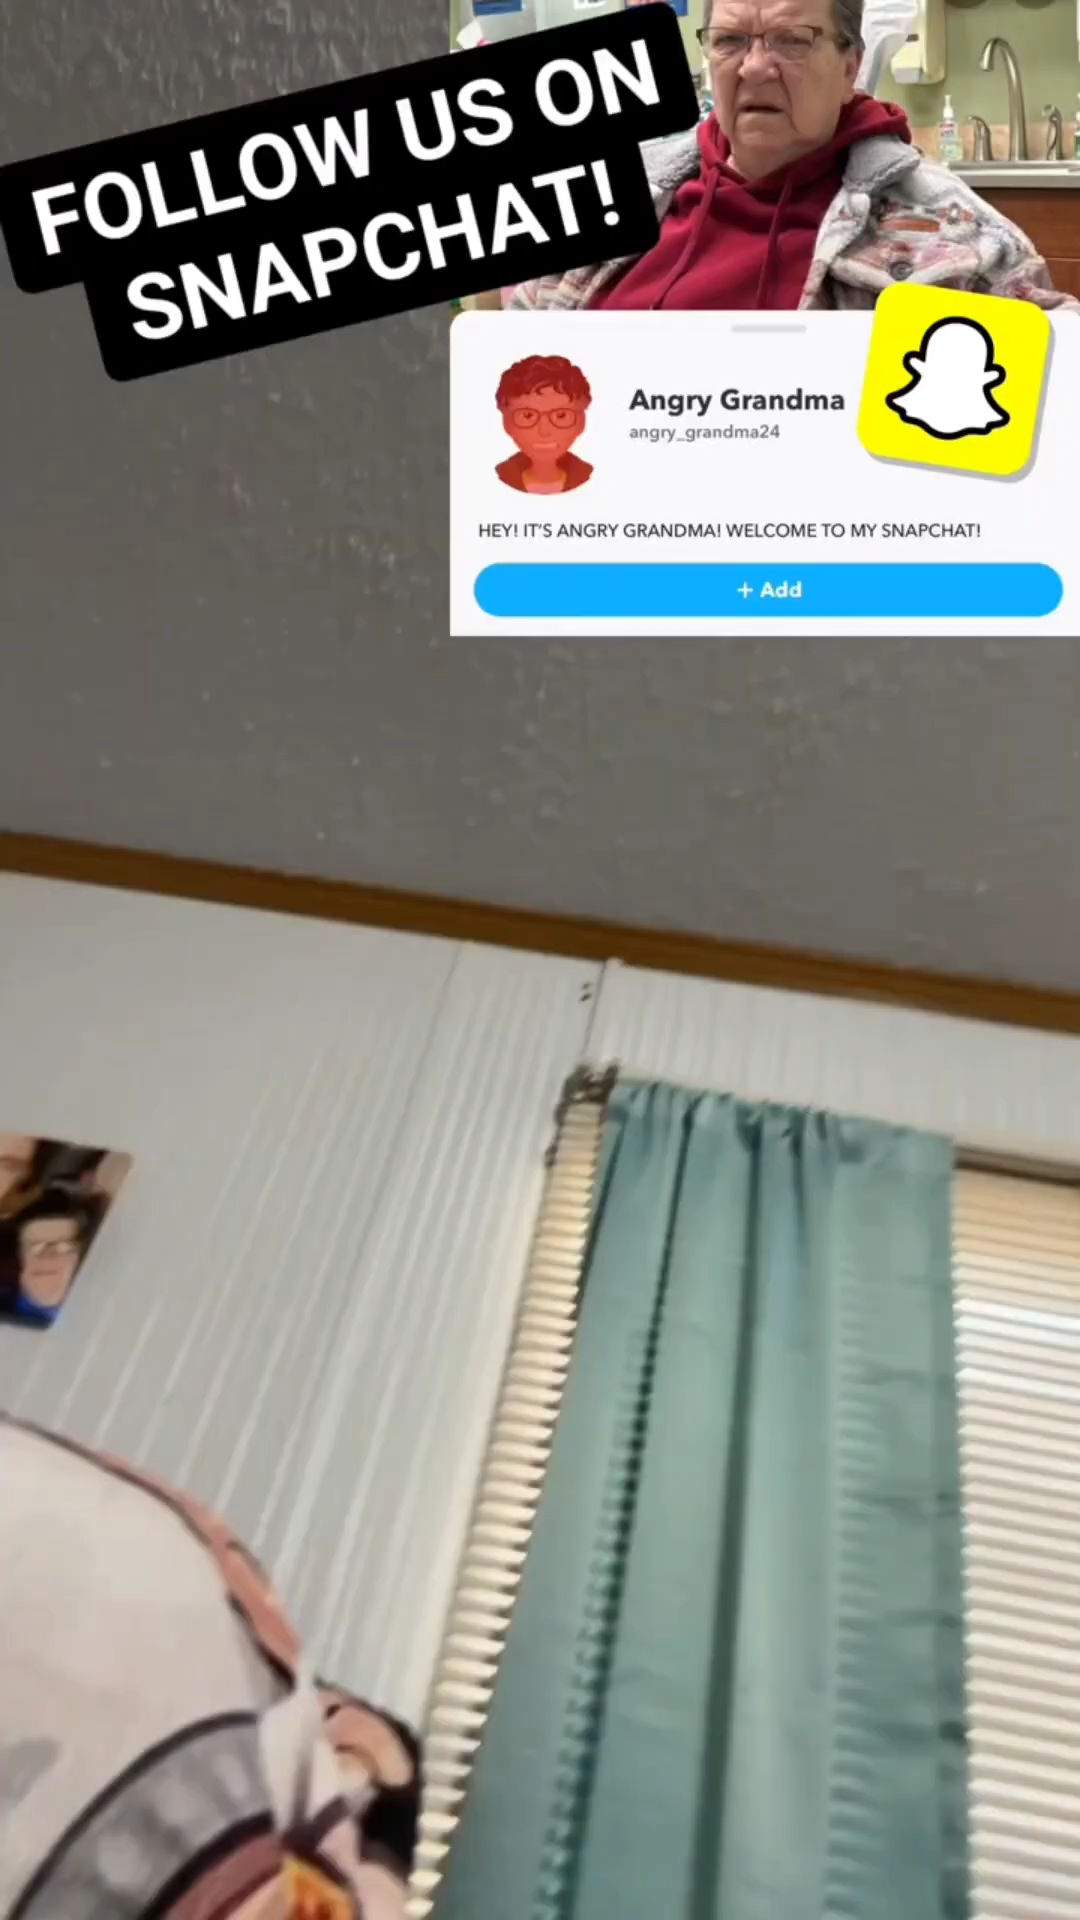 FOLLOW US ON
SNAPCHAT!
Angry Grandma
angry_grandma24
HEY! IT'S ANGRY GRANDMA! WELCOME TO MY SNAPCHAT!
+ Add